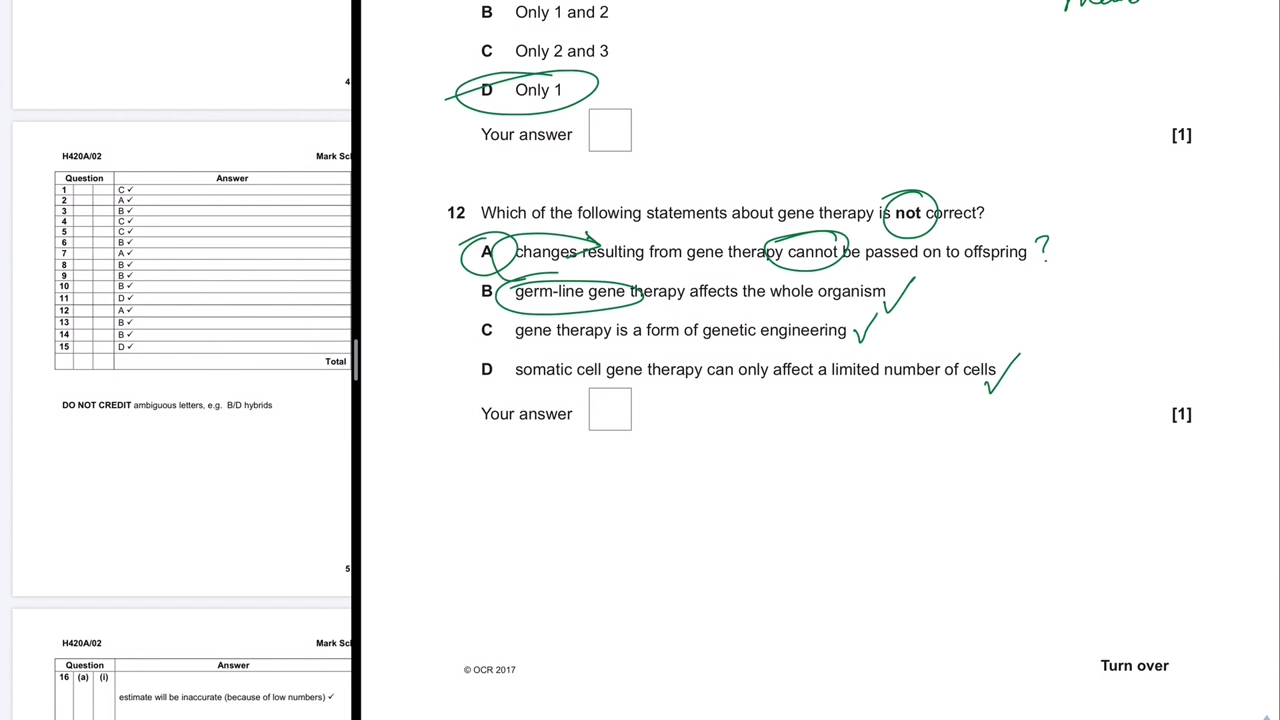 4
H420A/02 Mark Sc
Question Answer
1 C ✓
2 A ✓
3 B ✓
4 C ✓
5 C ✓
6 B ✓
7 A ✓
8 B ✓
9 B ✓
10 B ✓
11 D ✓
12 A ✓
13 B ✓
14 B ✓
15 D ✓
Total
DO NOT CREDIT ambiguous letters, e.g. B/D hybrids
5
H420A/02 Mark Sc
Question Answer
16 (a) (i)
estimate will be inaccurate (because of low numbers) ✓
B Only 1 and 2
C Only 2 and 3
D Only 1
Your answer [1]
12 Which of the following statements about gene therapy is not correct?
A changes resulting from gene therapy cannot be passed on to offspring ?
B germ-line gene therapy affects the whole organism ✓
C gene therapy is a form of genetic engineering ✓
D somatic cell gene therapy can only affect a limited number of cells ✓
Your answer [1]
© OCR 2017
Turn over